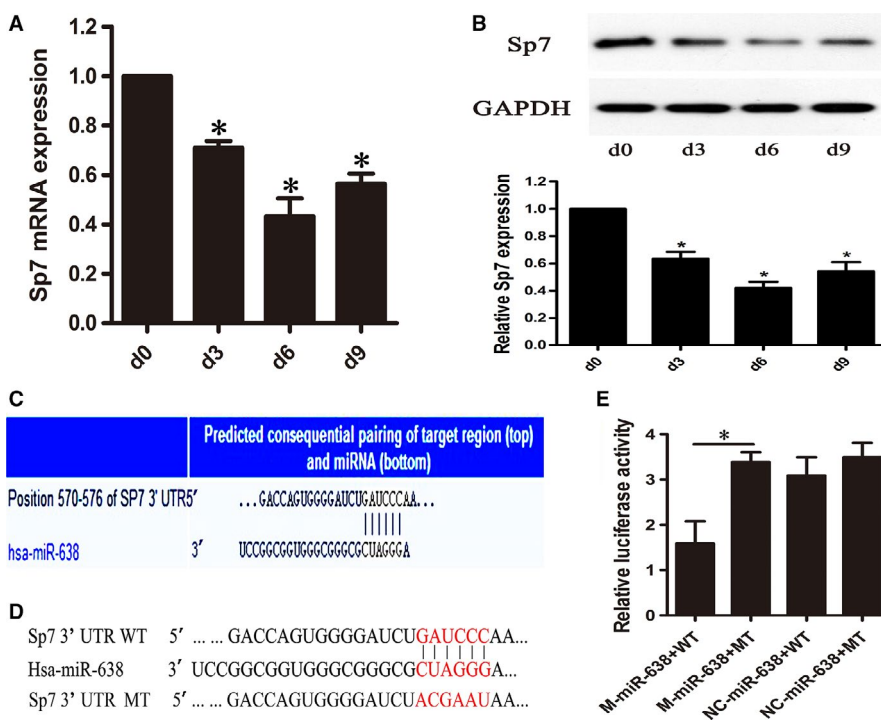 A
Sp7 mRNA expression
1.2
1.0
0.8
0.6
0.4
0.2
0.0
*
*
*
d0
d3
d6
d9
B
Sp7
GAPDH
d0 d3 d6 d9
Relative Sp7 expression
1.2
1.0
0.8
0.6
0.4
0.2
0.0
*
*
*
d0
d3
d6
d9
C
Predicted consequential pairing of target region (top)
and miRNA (bottom)
Position 570-576 of SP7 3' UTR5' ...GACCAGUGGGGAUCUGAUCCCAA...
hsa-miR-638 3' UCCGGCGGUGGGCGGGCGCUAGGGA
D
Sp7 3' UTR WT 5' ... ... GACCAGUGGGGAUCUGAUCCCAA...
Hsa-miR-638 3' UCCGGCGGUGGGCGGGCGCUAGGGA...
Sp7 3' UTR MT 5' ... ... GACCAGUGGGGAUCUACGAAUAA...
E
Relative luciferase activity
4
3
2
1
0
*
M-miR-638+WT
M-miR-638+MT
NC-miR-638+WT
NC-miR-638+MT